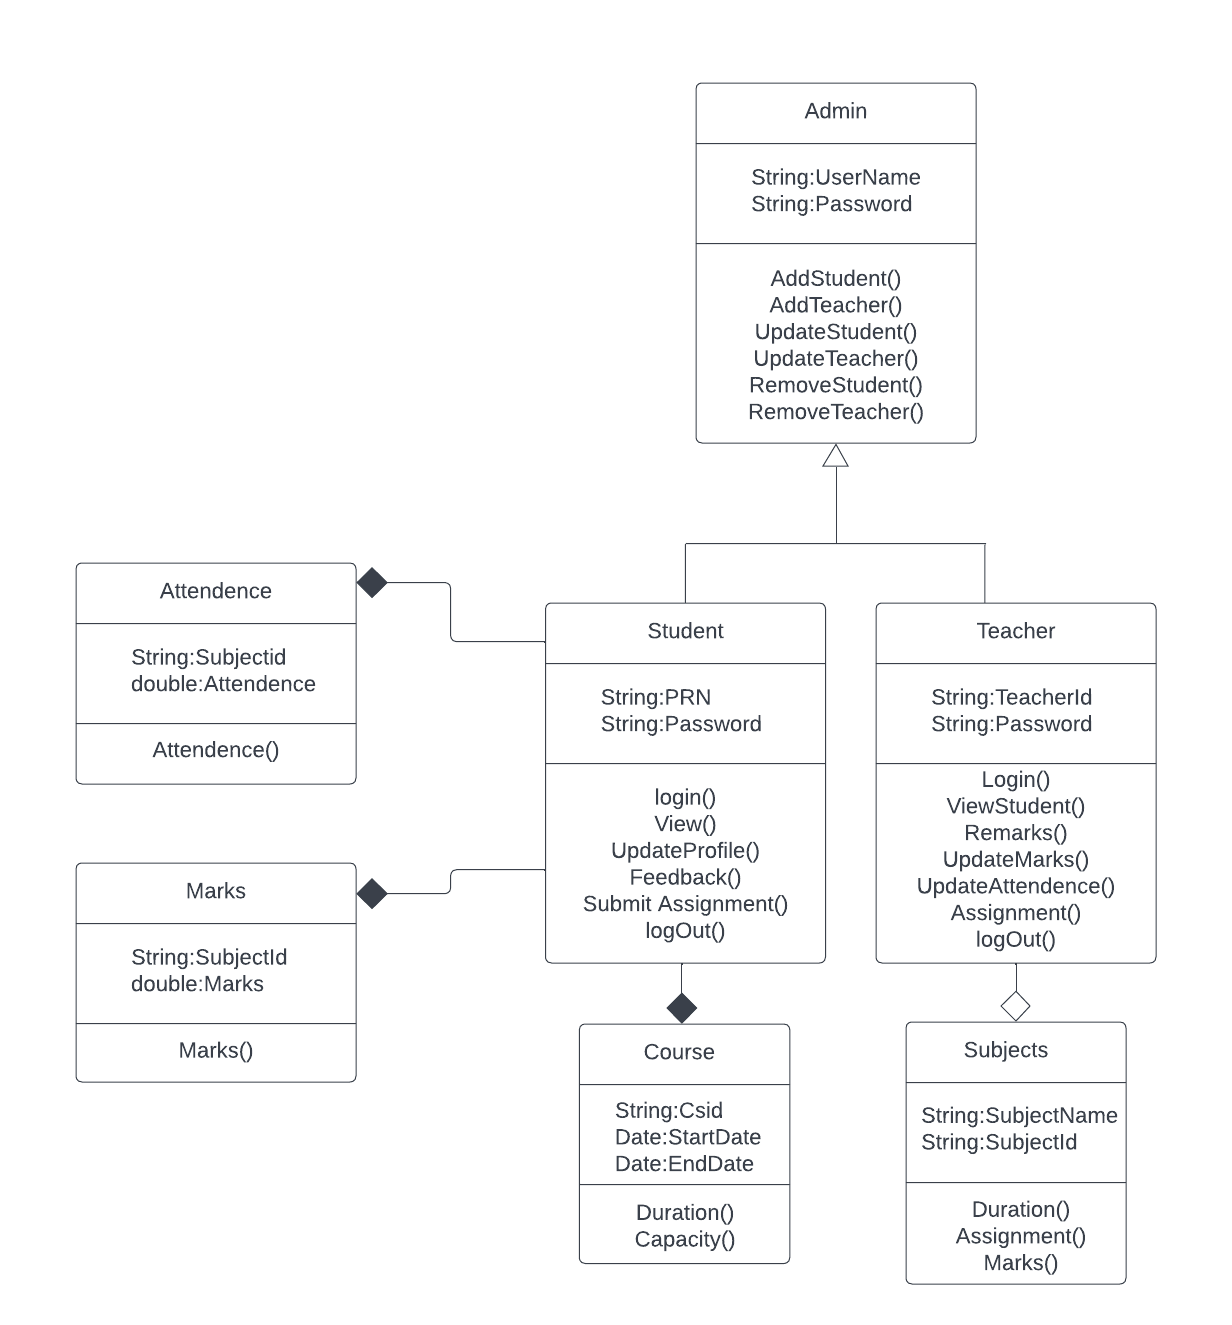 Admin
String:UserName
String:Password
AddStudent()
AddTeacher()
UpdateStudent()
UpdateTeacher()
RemoveStudent()
RemoveTeacher()
Attendence
String:Subjectid
double:Attendence
Attendence()
Marks
String:SubjectId
double:Marks
Marks()
Student
String:PRN
String:Password
login()
View()
UpdateProfile()
Feedback()
Submit Assignment()
logOut()
Teacher
String:TeacherId
String:Password
Login()
ViewStudent()
Remarks()
UpdateMarks()
UpdateAttendence()
Assignment()
logOut()
Course
String:Csid
Date:StartDate
Date:EndDate
Duration()
Capacity()
Subjects
String:SubjectName
String:SubjectId
Duration()
Assignment()
Marks()